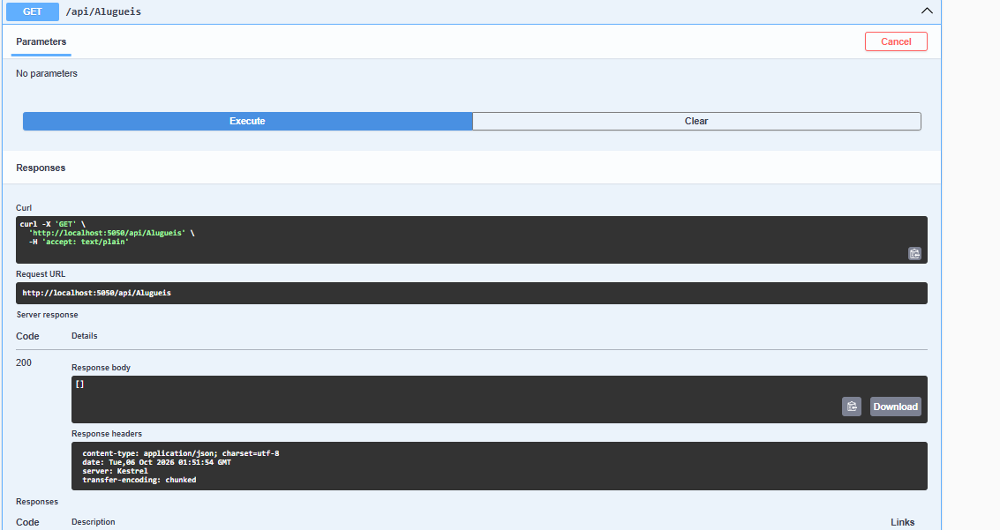 GET /api/Alugueis
Parameters
Cancel
No parameters
Execute
Clear
Responses
Curl
curl -X 'GET' \
'http://localhost:5050/api/Alugueis' \
-H 'accept: text/plain'
Request URL
http://localhost:5050/api/Alugueis
Server response
Code Details
200
Response body
[]
Download
Response headers
content-type: application/json; charset=utf-8
date: Tue,06 Oct 2026 01:51:54 GMT
server: Kestrel
transfer-encoding: chunked
Responses
Code Description Links